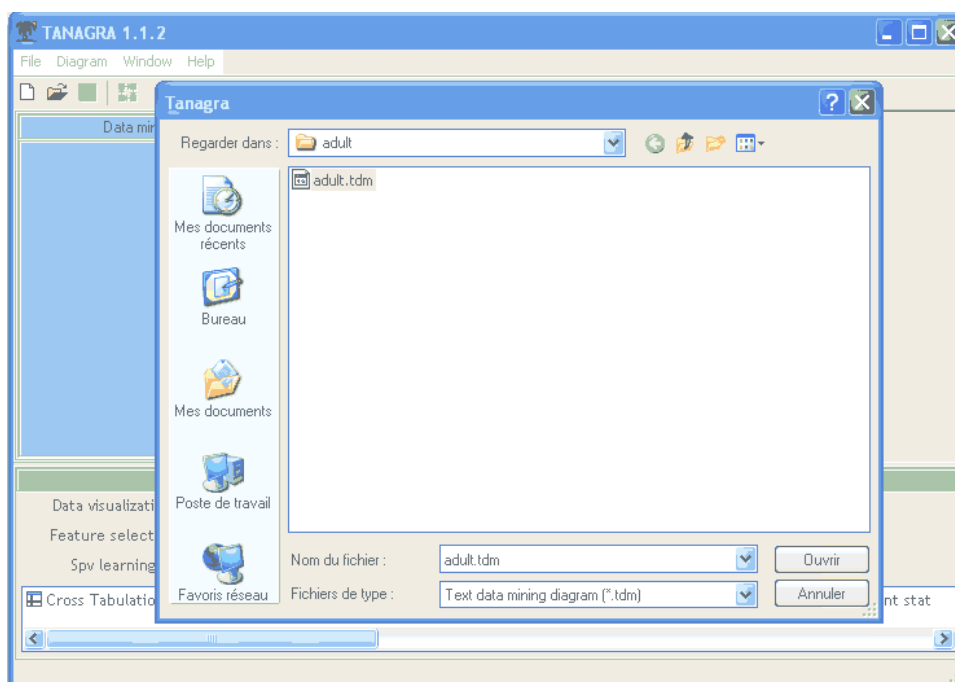 TANAGRA 1.1.2
File Diagram Window Help
Tanagra
Data mi
Regarder dans : adult
adult.tdm
Mes documents
récents
Bureau
Mes documents
Poste de travail
Favoris réseau
Data visualizati
Feature select
Spv learning
Nom du fichier : adult.tdm Ouvrir
Fichiers de type : Text data mining diagram (*.tdm) Annuler
Cross Tabulatio
nt stat